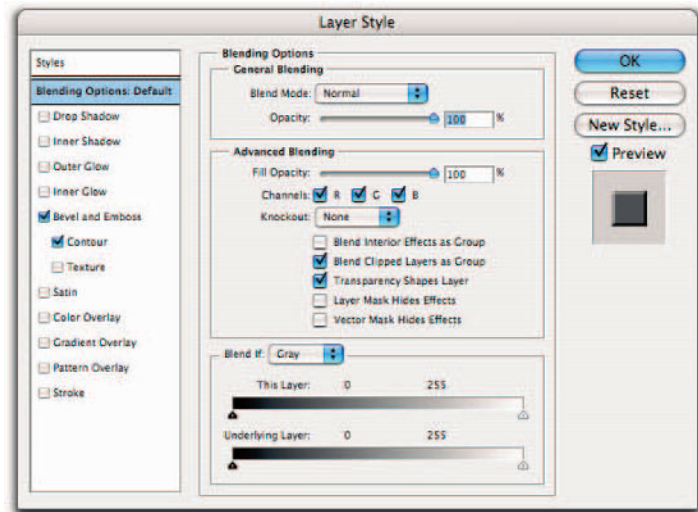 Layer Style
Styles
Blending Options: Default
Drop Shadow
Inner Shadow
Outer Glow
Inner Glow
Bevel and Emboss
Contour
Texture
Satin
Color Overlay
Gradient Overlay
Pattern Overlay
Stroke
Blending Options
General Blending
Blend Mode: Normal
Opacity: 100 %
Advanced Blending
Fill Opacity: 100 %
Channels: R G B
Knockout: None
Blend Interior Effects as Group
Blend Clipped Layers as Group
Transparency Shapes Layer
Layer Mask Hides Effects
Vector Mask Hides Effects
Blend If: Gray
This Layer: 0 255
Underlying Layer: 0 255
OK
Reset
New Style...
Preview